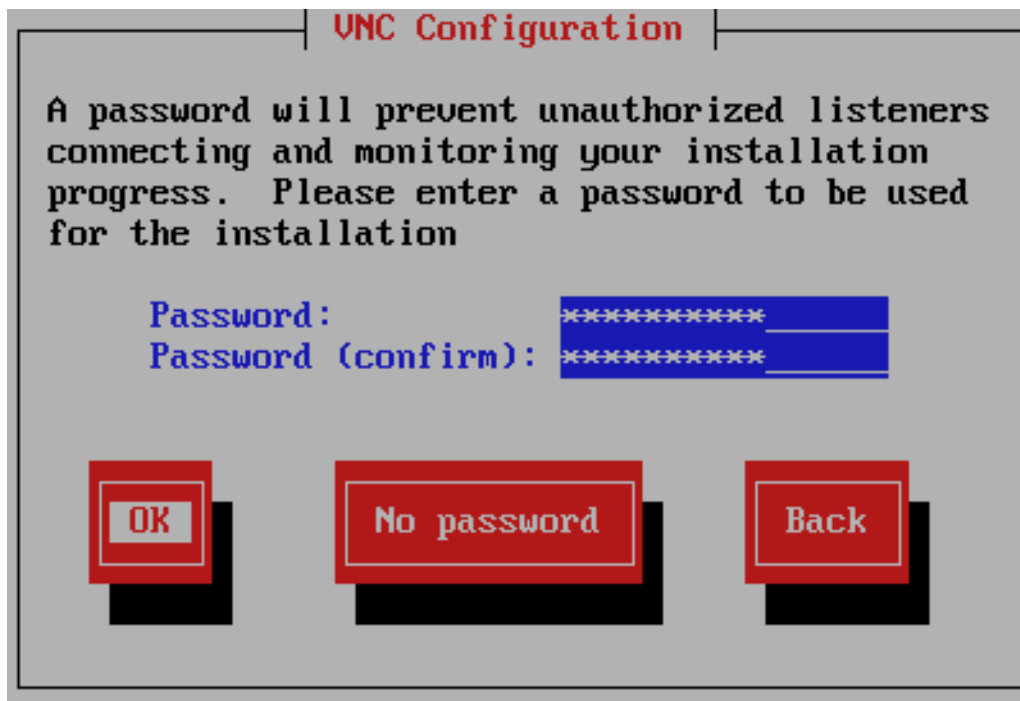 VNC Configuration
A password will prevent unauthorized listeners
connecting and monitoring your installation
progress.  Please enter a password to be used
for the installation
Password: **********
Password (confirm): **********
OK No password Back